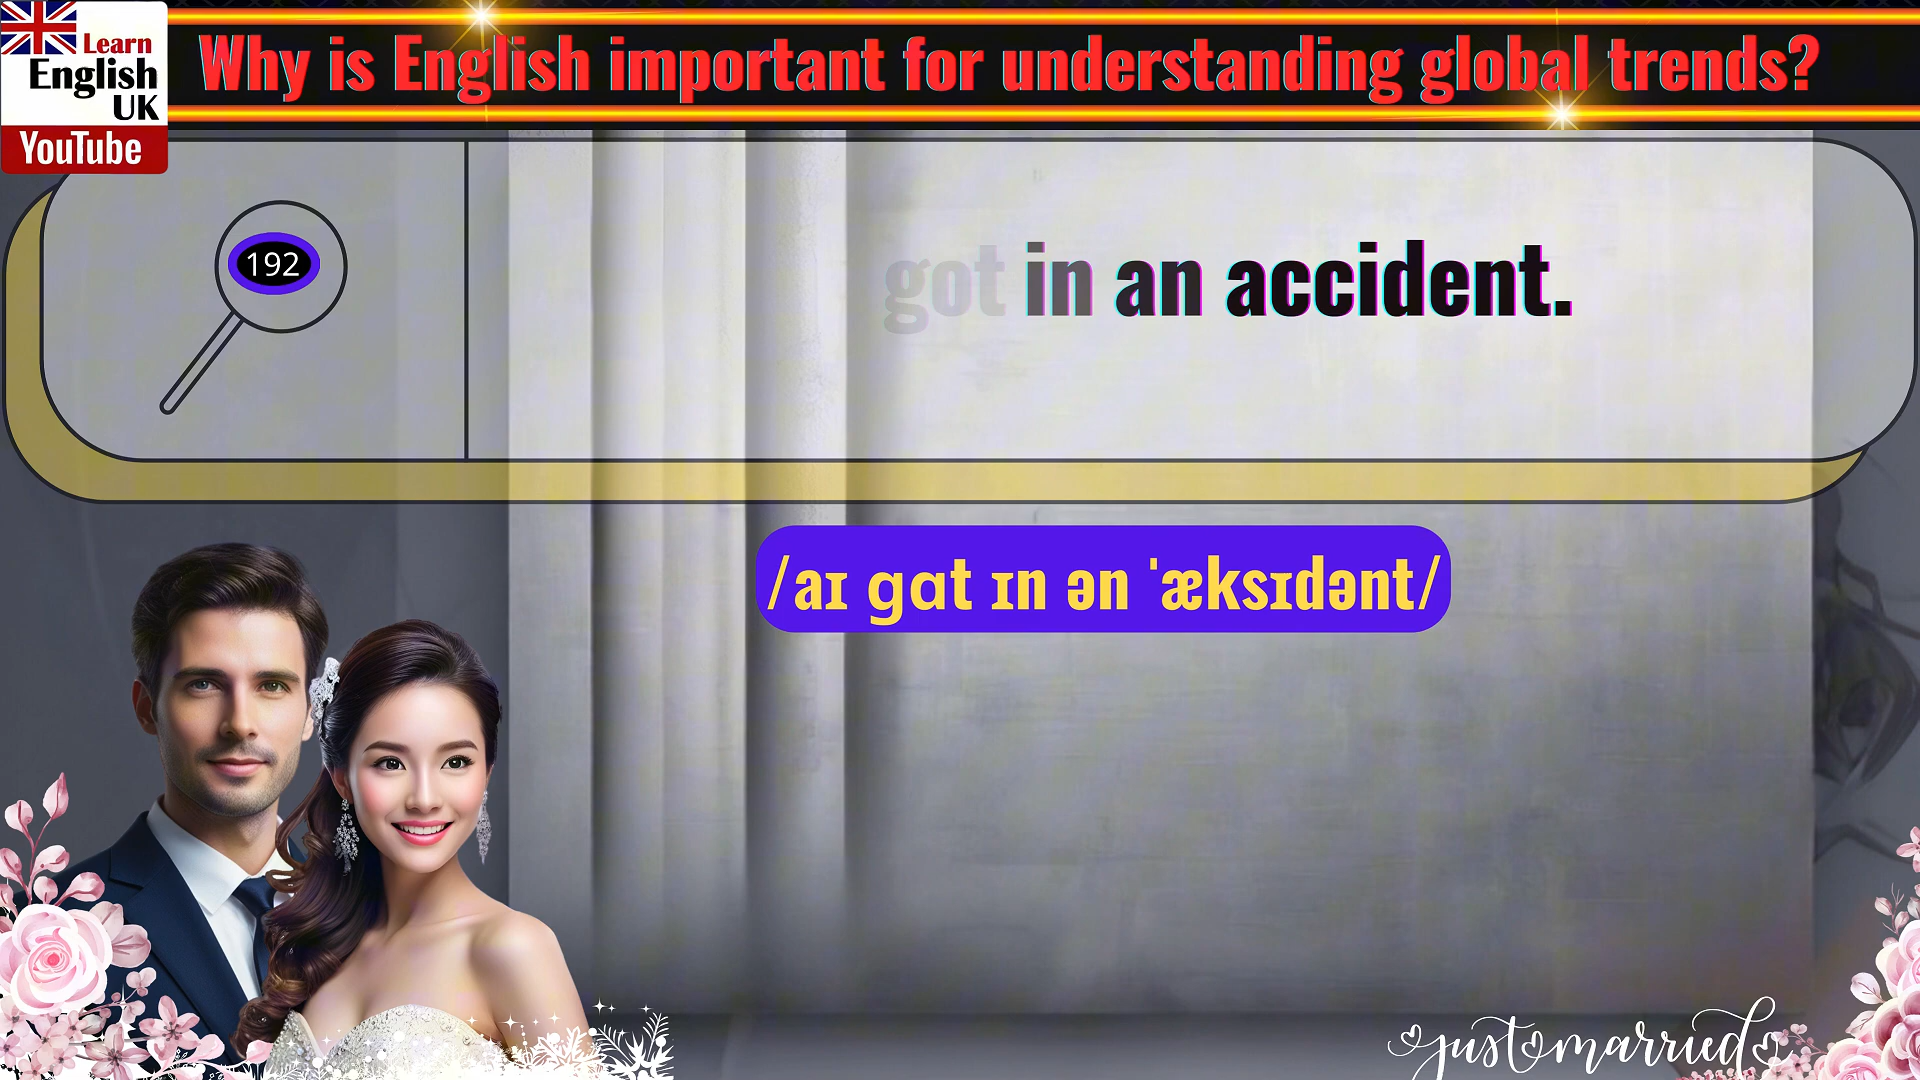 Learn
English
UK
YouTube
Why is English important for understanding global trends?
192
got in an accident.
/aɪ ɡɑt ɪn ən ˈæksɪdənt/
just married